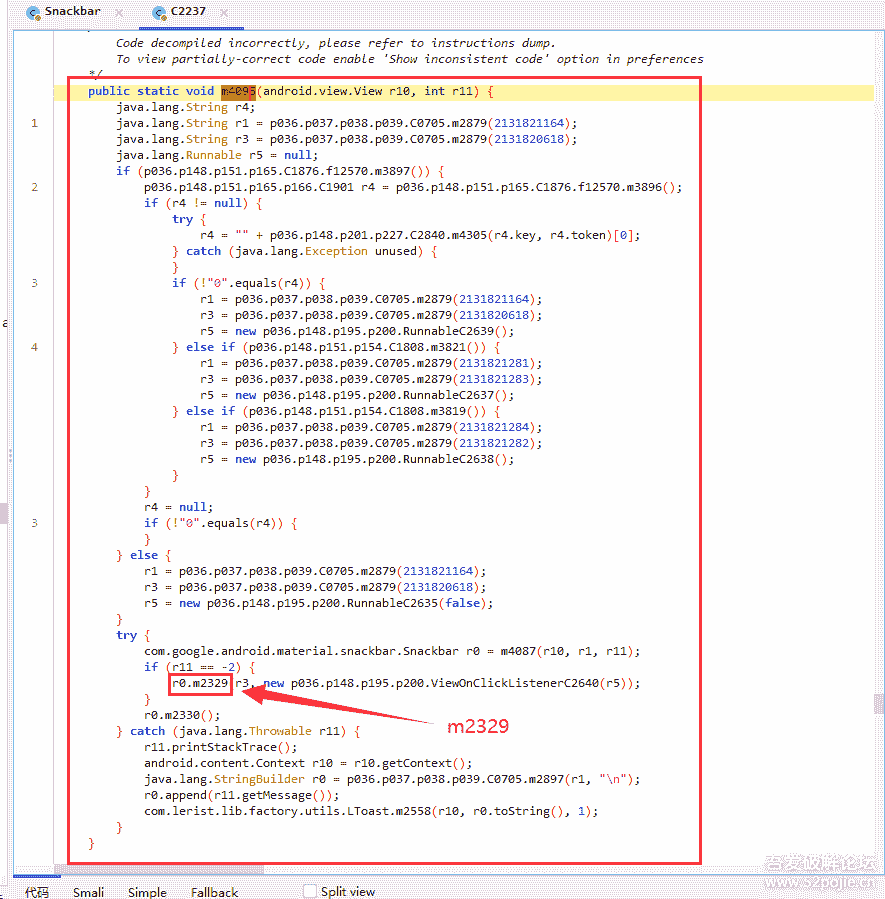 Snackbar × C2237 ×
Code decompiled incorrectly, please refer to instructions dump.
To view partially-correct code enable 'Show inconsistent code' option in preferences
*/
public static void m4095(android.view.View r10, int r11) {
java.lang.String r4;
1 java.lang.String r1 = p036.p037.p038.p039.C0705.m2879(2131821164);
java.lang.String r3 = p036.p037.p038.p039.C0705.m2879(2131820618);
java.lang.Runnable r5 = null;
if (p036.p148.p151.p165.C1876.f12570.m3897()) {
2 p036.p148.p151.p165.p166.C1901 r4 = p036.p148.p151.p165.C1876.f12570.m3896();
if (r4 != null) {
try {
r4 = "" + p036.p148.p201.p227.C2840.m4305(r4.key, r4.token)[0];
} catch (java.lang.Exception unused) {
}
3 if (!"0".equals(r4)) {
r1 = p036.p037.p038.p039.C0705.m2879(2131821164);
r3 = p036.p037.p038.p039.C0705.m2879(2131820618);
r5 = new p036.p148.p195.p200.RunnableC2639();
4 } else if (p036.p148.p151.p154.C1808.m3821()) {
r1 = p036.p037.p038.p039.C0705.m2879(2131821281);
r3 = p036.p037.p038.p039.C0705.m2879(2131821283);
r5 = new p036.p148.p195.p200.RunnableC2637();
} else if (p036.p148.p151.p154.C1808.m3819()) {
r1 = p036.p037.p038.p039.C0705.m2879(2131821284);
r3 = p036.p037.p038.p039.C0705.m2879(2131821282);
r5 = new p036.p148.p195.p200.RunnableC2638();
}
}
r4 = null;
3 if (!"0".equals(r4)) {
}
} else {
r1 = p036.p037.p038.p039.C0705.m2879(2131821164);
r3 = p036.p037.p038.p039.C0705.m2879(2131820618);
r5 = new p036.p148.p195.p200.RunnableC2635(false);
}
try {
com.google.android.material.snackbar.Snackbar r0 = m4087(r10, r1, r11);
if (r11 == -2) {
r0.m2329 r3, new p036.p148.p195.p200.ViewOnClickListenerC2640(r5));
}
r0.m2330();
m2329
} catch (java.lang.Throwable r11) {
r11.printStackTrace();
android.content.Context r10 = r10.getContext();
java.lang.StringBuilder r0 = p036.p037.p038.p039.C0705.m2897(r1, "\n");
r0.append(r11.getMessage());
com.lerist.lib.factory.utils.LToast.m2558(r10, r0.toString(), 1);
}
}
吾爱破解论坛
www.52pojie.cn
代码 Smali Simple Fallback Split view